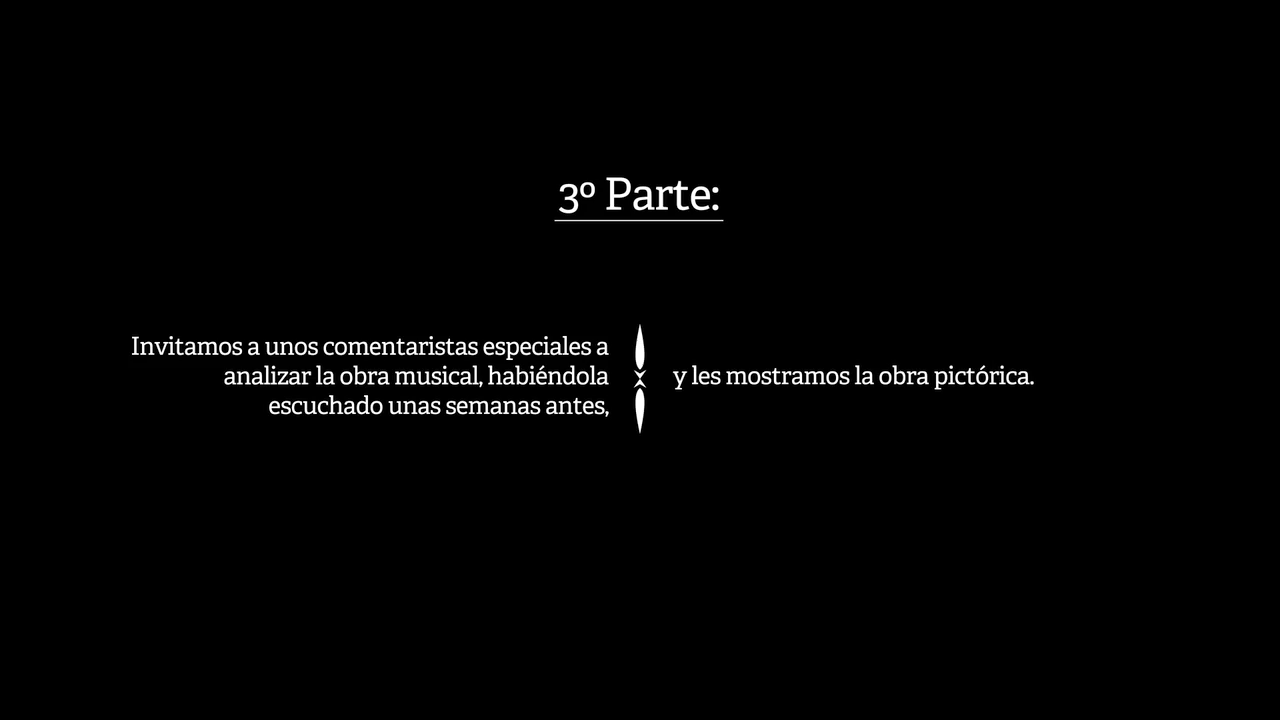 3º Parte:
Invitamos a unos comentaristas especiales a
analizar la obra musical, habiéndola
escuchado unas semanas antes,
y les mostramos la obra pictórica.